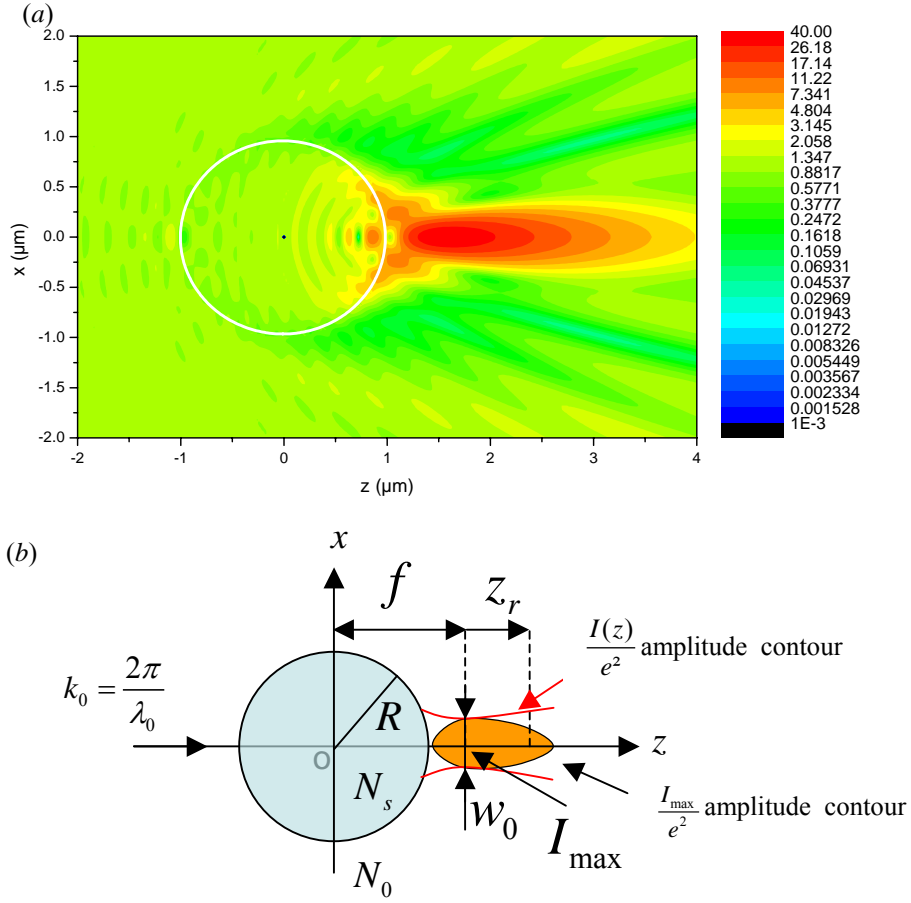 (a)
2.0
1.5
1.0
0.5
0.0
-0.5
-1.0
-1.5
-2.0
x (µm)
-2 -1 0 1 2 3 4
z (µm)
40.00
26.18
17.14
11.22
7.341
4.804
3.145
2.058
1.347
0.8817
0.5771
0.3777
0.2472
0.1618
0.1059
0.06931
0.04537
0.02969
0.01943
0.01272
0.008326
0.005449
0.003567
0.002334
0.001528
1E-3
(b)
x
f
z_r
I(z)/e² amplitude contour
k_0 = 2π/λ_0
R
O
z
N_s
w_0
I_max
I_max/e² amplitude contour
N_0